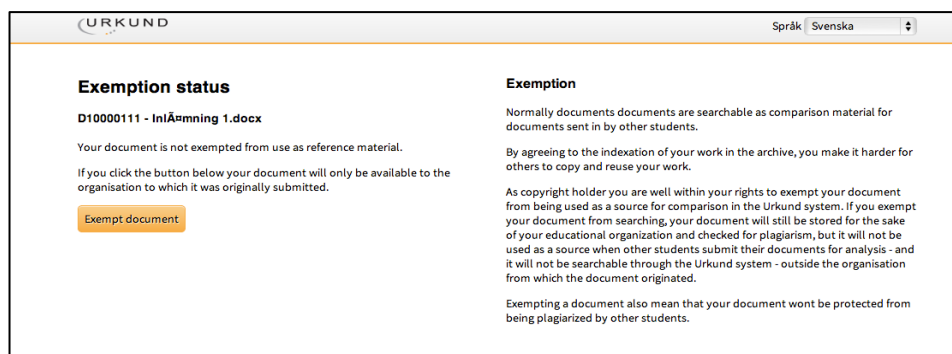 URKUND
Språk Svenska
Exemption status
D10000111 - InlÃ¤mning 1.docx
Your document is not exempted from use as reference material.
If you click the button below your document will only be available to the
organisation to which it was originally submitted.
Exempt document
Exemption
Normally documents documents are searchable as comparison material for
documents sent in by other students.
By agreeing to the indexation of your work in the archive, you make it harder for
others to copy and reuse your work.
As copyright holder you are well within your rights to exempt your document
from being used as a source for comparison in the Urkund system. If you exempt
your document from searching, your document will still be stored for the sake
of your educational organization and checked for plagiarism, but it will not be
used as a source when other students submit their documents for analysis - and
it will not be searchable through the Urkund system - outside the organisation
from which the document originated.
Exempting a document also mean that your document wont be protected from
being plagiarized by other students.